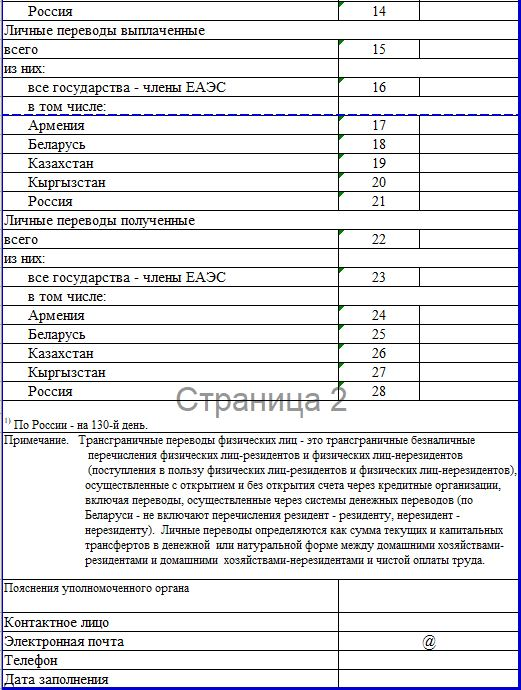 Россия 14
Личные переводы выплаченные
всего 15
из них:
все государства - члены ЕАЭС 16
в том числе:
Армения 17
Беларусь 18
Казахстан 19
Кыргызстан 20
Россия 21
Личные переводы полученные
всего 22
из них:
все государства - члены ЕАЭС 23
в том числе:
Армения 24
Беларусь 25
Казахстан 26
Кыргызстан 27
Россия 28
Страница 2
1) По России - на 130-й день.
Примечание. Трансграничные переводы физических лиц - это трансграничные безналичные
перечисления физических лиц-резидентов и физических лиц-нерезидентов
(поступления в пользу физических лиц-резидентов и физических лиц-нерезидентов),
осуществленные с открытием и без открытия счета через кредитные организации,
включая переводы, осуществленные через системы денежных переводов (по
Беларуси - не включают перечисления резидент - резиденту, нерезидент -
нерезиденту). Личные переводы определяются как сумма текущих и капитальных
трансфертов в денежной или натуральной форме между домашними хозяйствами-
резидентами и домашними хозяйствами-нерезидентами и чистой оплаты труда.
Пояснения уполномоченного органа
Контактное лицо
Электронная почта @
Телефон
Дата заполнения